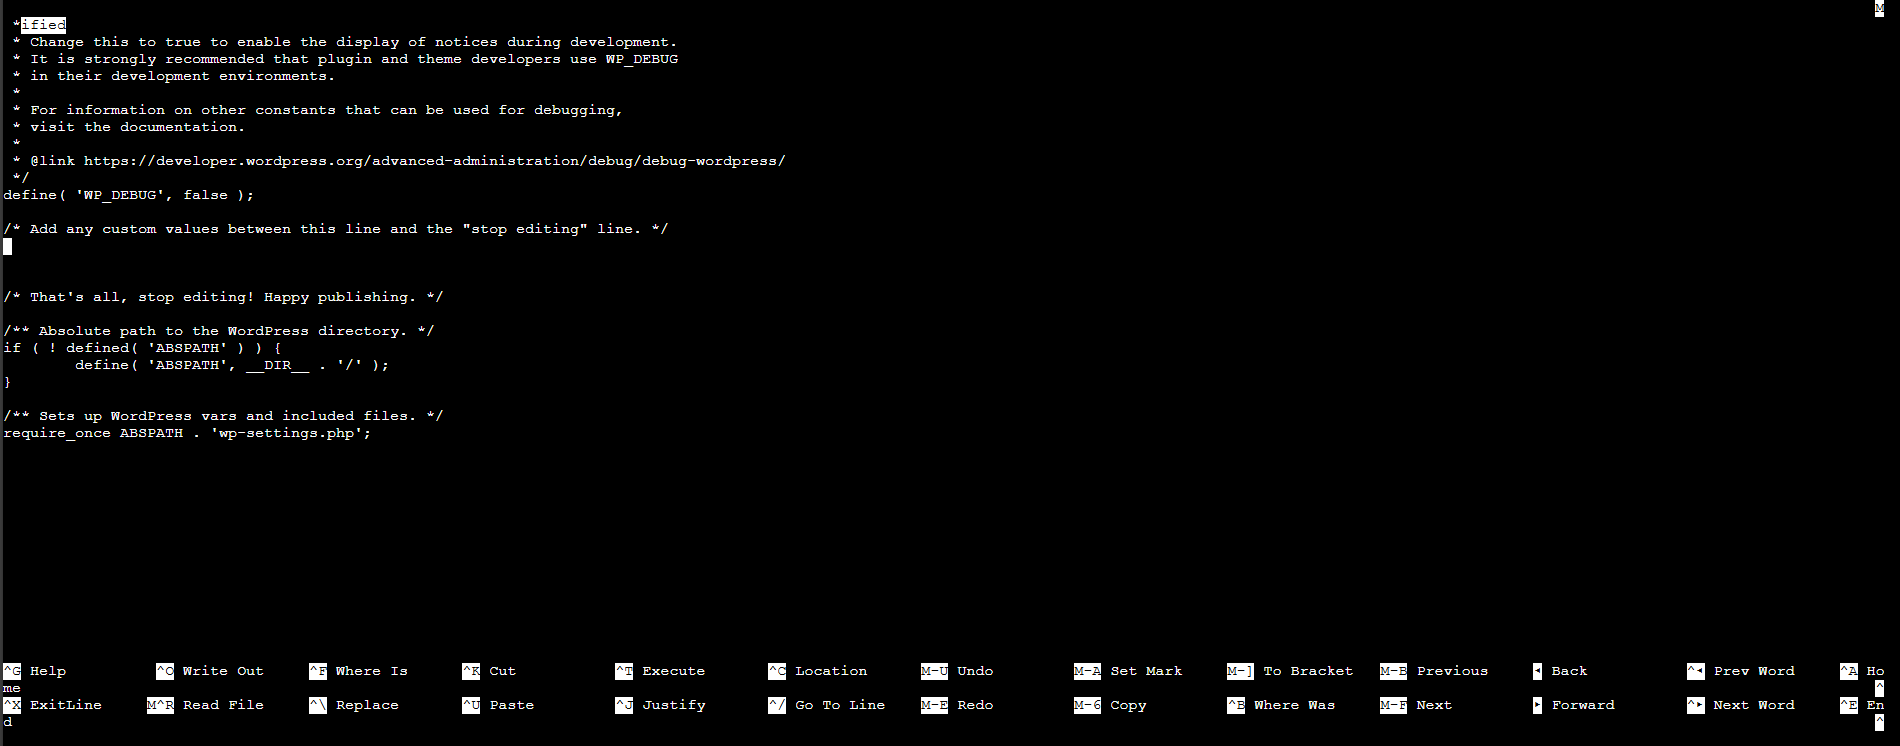 M
*ified
* Change this to true to enable the display of notices during development.
* It is strongly recommended that plugin and theme developers use WP_DEBUG
* in their development environments.
*
* For information on other constants that can be used for debugging,
* visit the documentation.
*
* @link https://developer.wordpress.org/advanced-administration/debug/debug-wordpress/
*/
define( 'WP_DEBUG', false );
/* Add any custom values between this line and the "stop editing" line. */
/* That's all, stop editing! Happy publishing. */
/** Absolute path to the WordPress directory. */
if ( ! defined( 'ABSPATH' ) ) {
define( 'ABSPATH', __DIR__ . '/' );
}
/** Sets up WordPress vars and included files. */
require_once ABSPATH . 'wp-settings.php';
^G Help ^O Write Out ^F Where Is ^K Cut ^T Execute ^C Location M-U Undo M-A Set Mark M-] To Bracket M-B Previous ◂ Back ^◂ Prev Word ^A Ho
me ^
^X ExitLine M^R Read File ^\ Replace ^U Paste ^J Justify ^/ Go To Line M-E Redo M-6 Copy ^B Where Was M-F Next ▸ Forward ^▸ Next Word ^E En
d ^